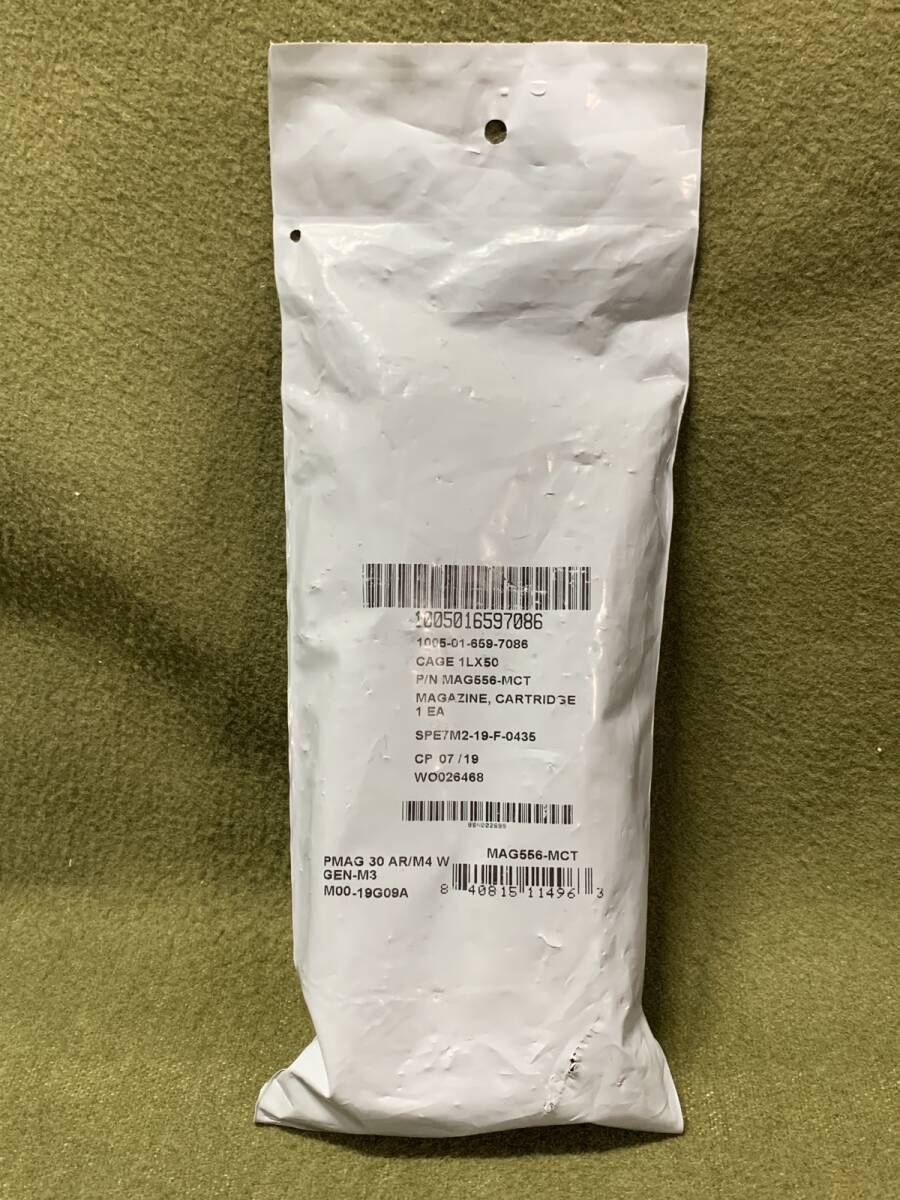 1005016597086
1005-01-659-7086
CAGE 1LX50
P/N MAG556-MCT
MAGAZINE, CARTRIDGE
1 EA
SPE7M2-19-F-0435
CP 07 /19
WO026468
MAG556-MCT
PMAG 30 AR/M4 W
GEN-M3
M00-19G09A
8 40815 11496 3